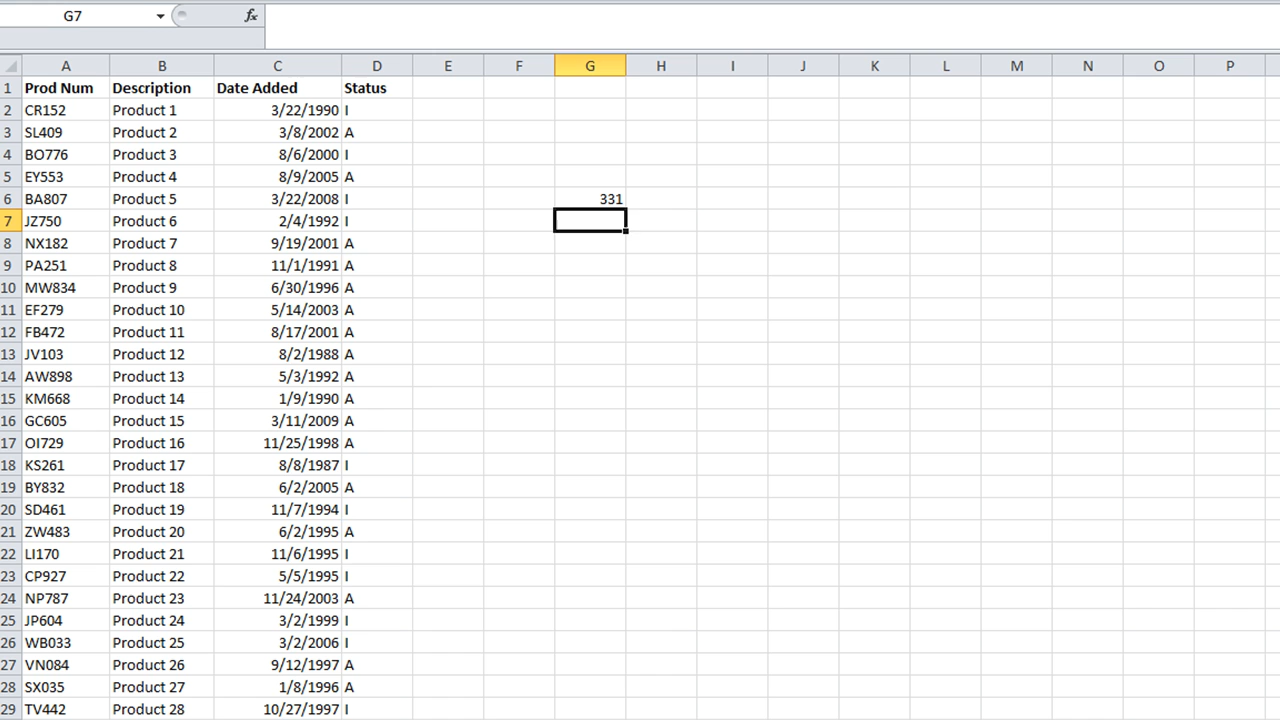 G7 fx
A B C D E F G H I J K L M N O P
1 Prod Num Description Date Added Status
2 CR152 Product 1 3/22/1990 I
3 SL409 Product 2 3/8/2002 A
4 BO776 Product 3 8/6/2000 I
5 EY553 Product 4 8/9/2005 A
6 BA807 Product 5 3/22/2008 I 331
7 JZ750 Product 6 2/4/1992 I
8 NX182 Product 7 9/19/2001 A
9 PA251 Product 8 11/1/1991 A
10 MW834 Product 9 6/30/1996 A
11 EF279 Product 10 5/14/2003 A
12 FB472 Product 11 8/17/2001 A
13 JV103 Product 12 8/2/1988 A
14 AW898 Product 13 5/3/1992 A
15 KM668 Product 14 1/9/1990 A
16 GC605 Product 15 3/11/2009 A
17 OI729 Product 16 11/25/1998 A
18 KS261 Product 17 8/8/1987 I
19 BY832 Product 18 6/2/2005 A
20 SD461 Product 19 11/7/1994 I
21 ZW483 Product 20 6/2/1995 A
22 LI170 Product 21 11/6/1995 I
23 CP927 Product 22 5/5/1995 I
24 NP787 Product 23 11/24/2003 A
25 JP604 Product 24 3/2/1999 I
26 WB033 Product 25 3/2/2006 I
27 VN084 Product 26 9/12/1997 A
28 SX035 Product 27 1/8/1996 A
29 TV442 Product 28 10/27/1997 I